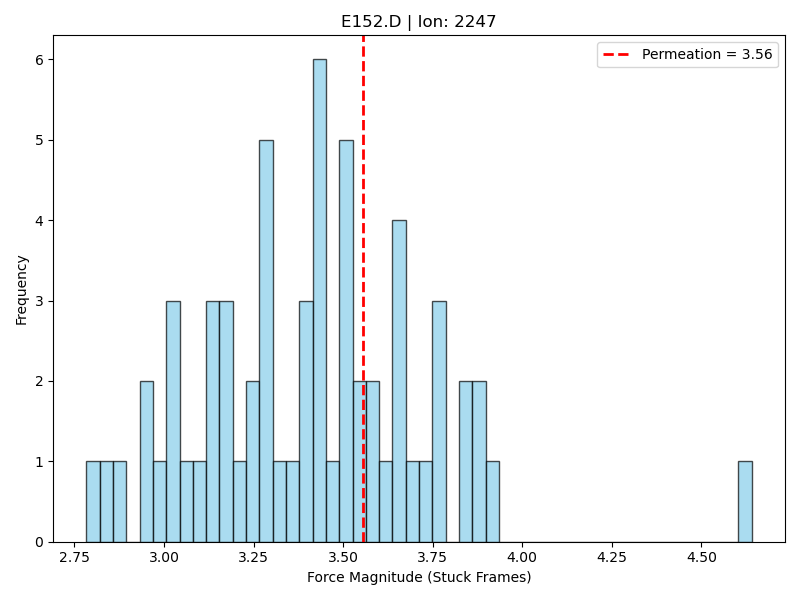 E152.D | Ion: 2247
Permeation = 3.56
6
5
4
3
2
1
0
Frequency
2.75 3.00 3.25 3.50 3.75 4.00 4.25 4.50
Force Magnitude (Stuck Frames)